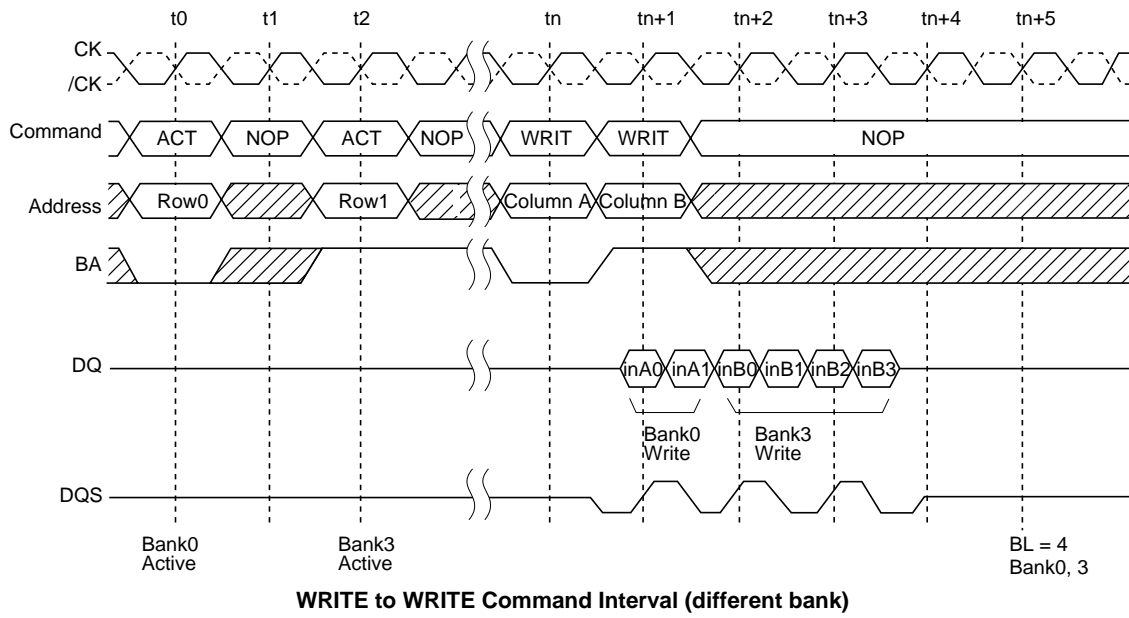 t0 t1 t2 tn tn+1 tn+2 tn+3 tn+4 tn+5
CK
/CK
Command ACT NOP ACT NOP WRIT WRIT NOP
Address Row0 Row1 Column A Column B
BA
DQ inA0 inA1 inB0 inB1 inB2 inB3
Bank0 Bank3
Write Write
DQS
Bank0 Bank3 BL = 4
Active Active Bank0, 3
WRITE to WRITE Command Interval (different bank)